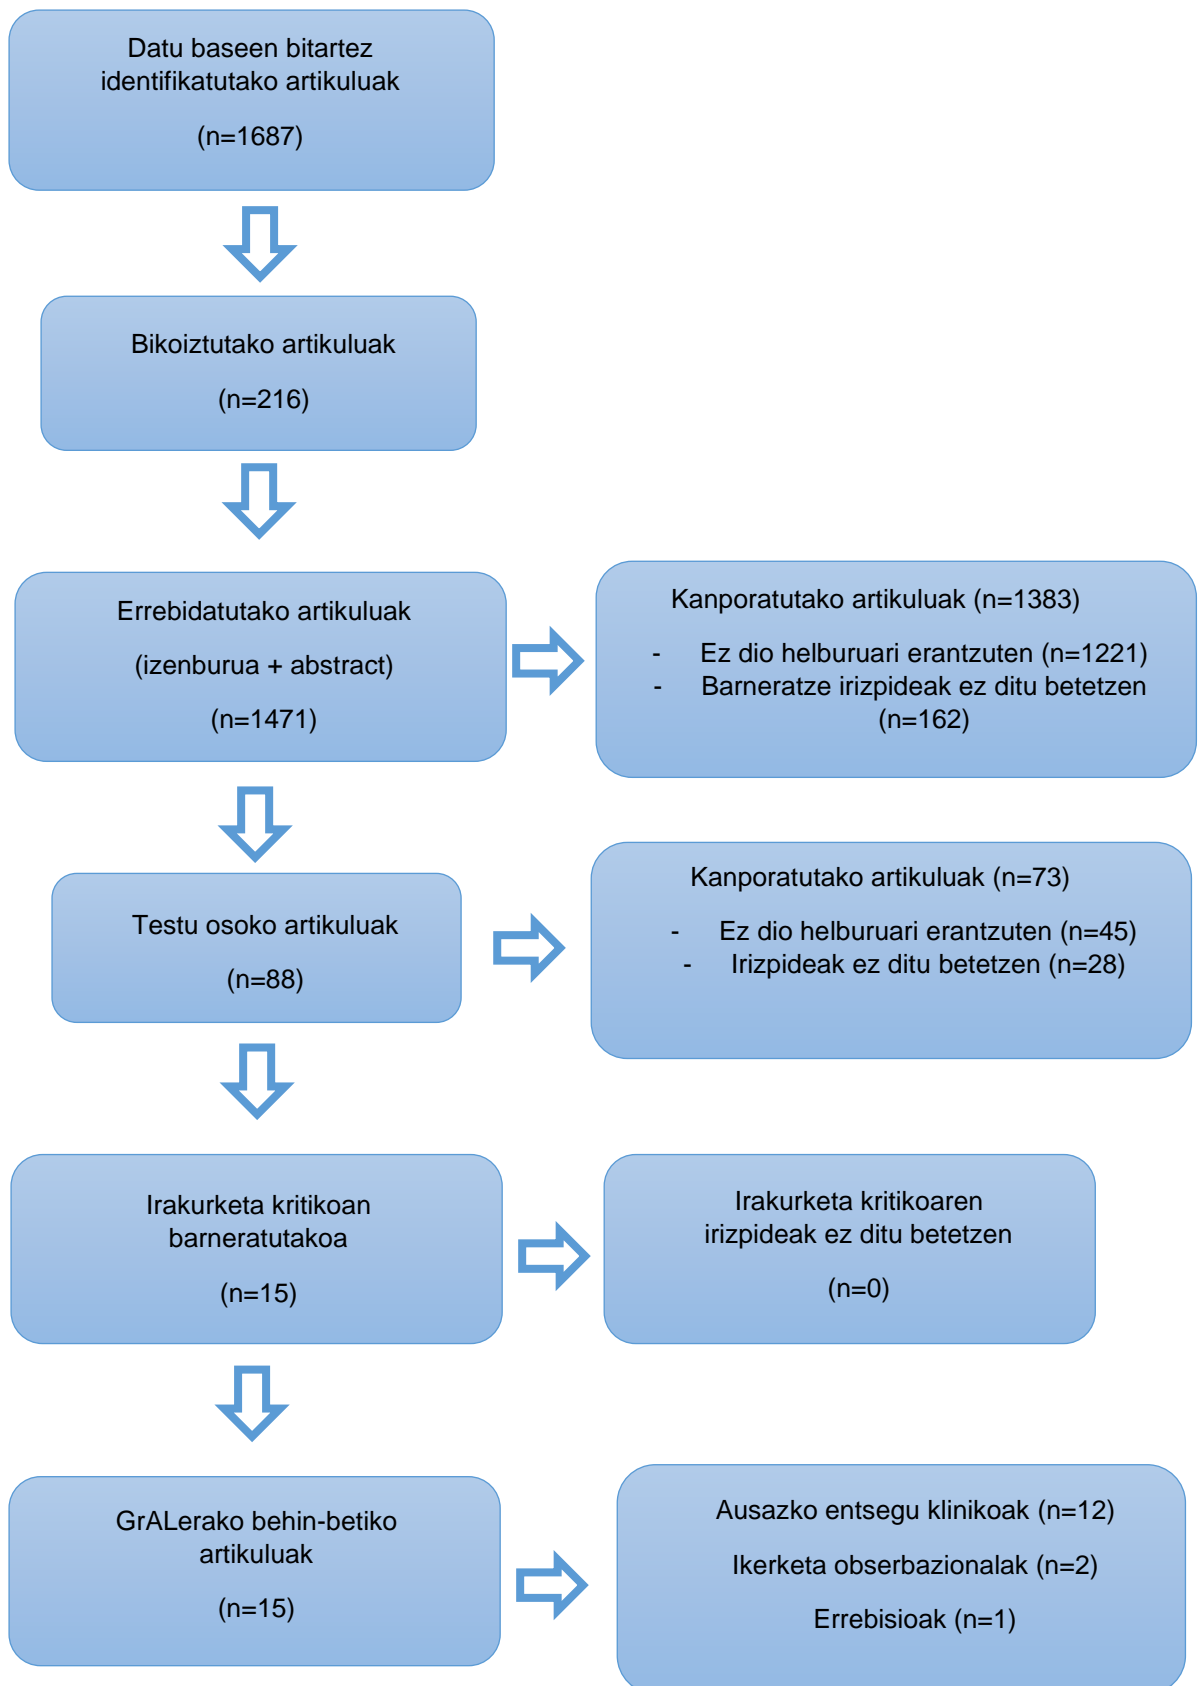 Datu baseen bitartez
identifikatutako artikuluak
(n=1687)
Bikoiztutako artikuluak
(n=216)
Errebidatutako artikuluak
(izenburua + abstract)
(n=1471)
Kanporatutako artikuluak (n=1383)
- Ez dio helburuari erantzuten (n=1221)
- Barneratze irizpideak ez ditu betetzen
(n=162)
Testu osoko artikuluak
(n=88)
Kanporatutako artikuluak (n=73)
- Ez dio helburuari erantzuten (n=45)
- Irizpideak ez ditu betetzen (n=28)
Irakurketa kritikoan
barneratutakoa
(n=15)
Irakurketa kritikoaren
irizpideak ez ditu betetzen
(n=0)
GrALerako behin-betiko
artikuluak
(n=15)
Ausazko entsegu klinikoak (n=12)
Ikerketa obserbazionalak (n=2)
Errebisioak (n=1)